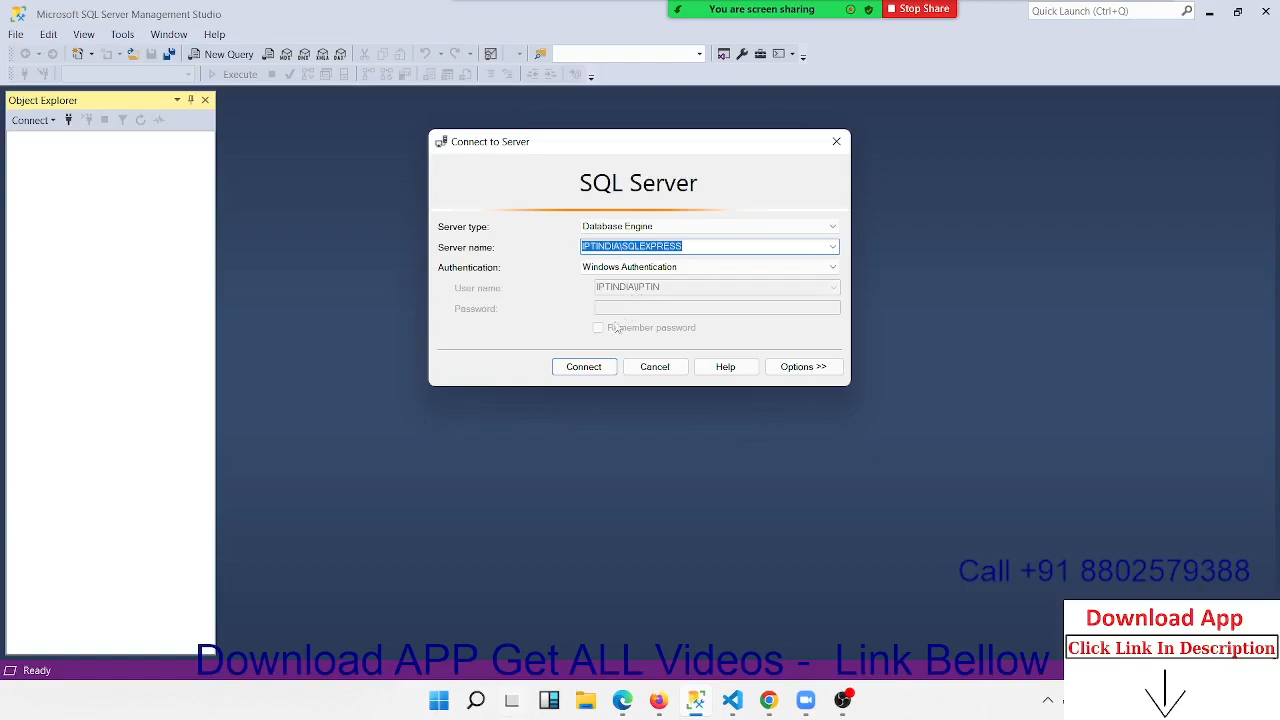 Microsoft SQL Server Management Studio
You are screen sharing
Stop Share
Quick Launch (Ctrl+Q)
File Edit View Tools Window Help
New Query
Execute
Object Explorer
Connect
Connect to Server
SQL Server
Server type: Database Engine
Server name: IPTINDIA\SQLEXPRESS
Authentication: Windows Authentication
User name: IPTINDIA\IPTIN
Password:
Remember password
Connect Cancel Help Options >>
Call +91 8802579388
Download App
Click Link In Description
Download APP Get ALL Videos - Link Bellow
Ready